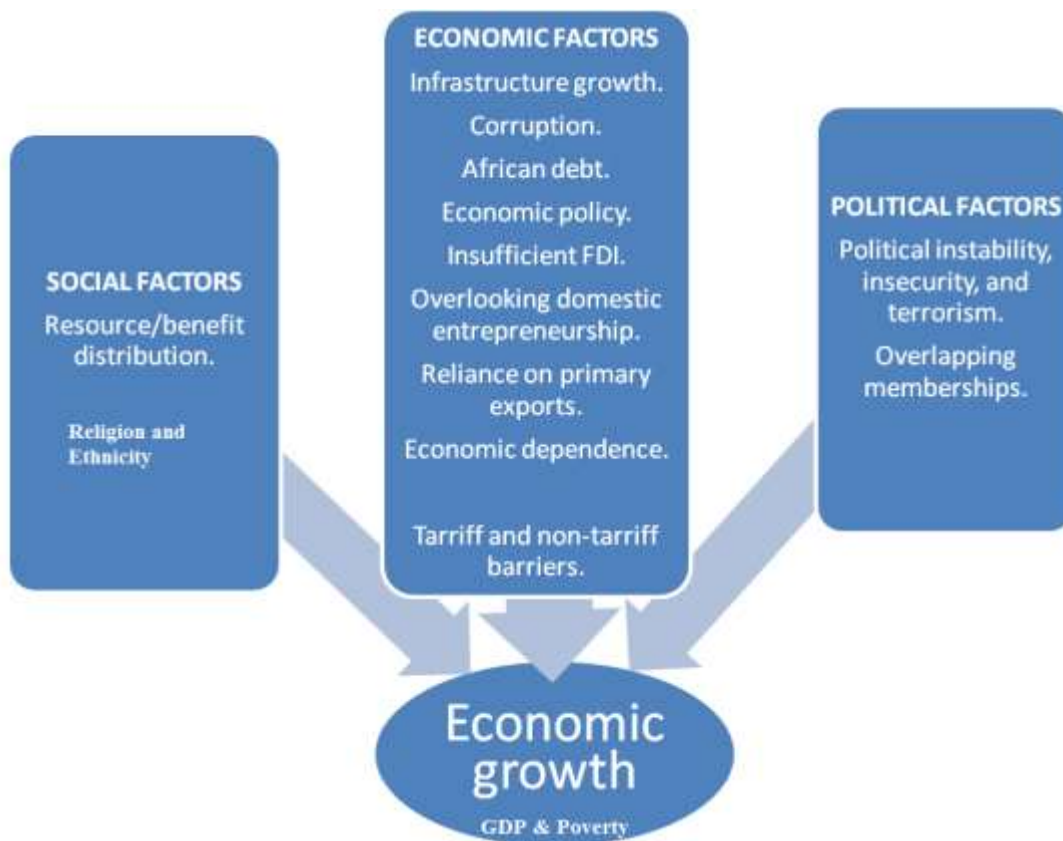 SOCIAL FACTORS
Resource/benefit
distribution.
Religion and
Ethnicity
ECONOMIC FACTORS
Infrastructure growth.
Corruption.
African debt.
Economic policy.
Insufficient FDI.
Overlooking domestic
entrepreneurship.
Reliance on primary
exports.
Economic dependence.
Tarriff and non-tarriff
barriers.
POLITICAL FACTORS
Political instability,
insecurity, and
terrorism.
Overlapping
memberships.
Economic
growth
GDP & Poverty